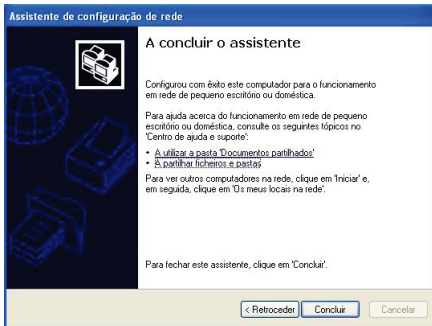 Assistente de configuração de rede
A concluir o assistente
Configurou com êxito este computador para o funcionamento
em rede de pequeno escritório ou doméstica.
Para ajuda acerca do funcionamento em rede de pequeno
escritório ou doméstica, consulte os seguintes tópicos no
'Centro de ajuda e suporte':
• A utilizar a pasta 'Documentos partilhados'
• A partilhar ficheiros e pastas
Para ver outros computadores na rede, clique em 'Iniciar' e,
em seguida, clique em 'Os meus locais na rede'.
Para fechar este assistente, clique em 'Concluir'.
< Retroceder Concluir Cancelar